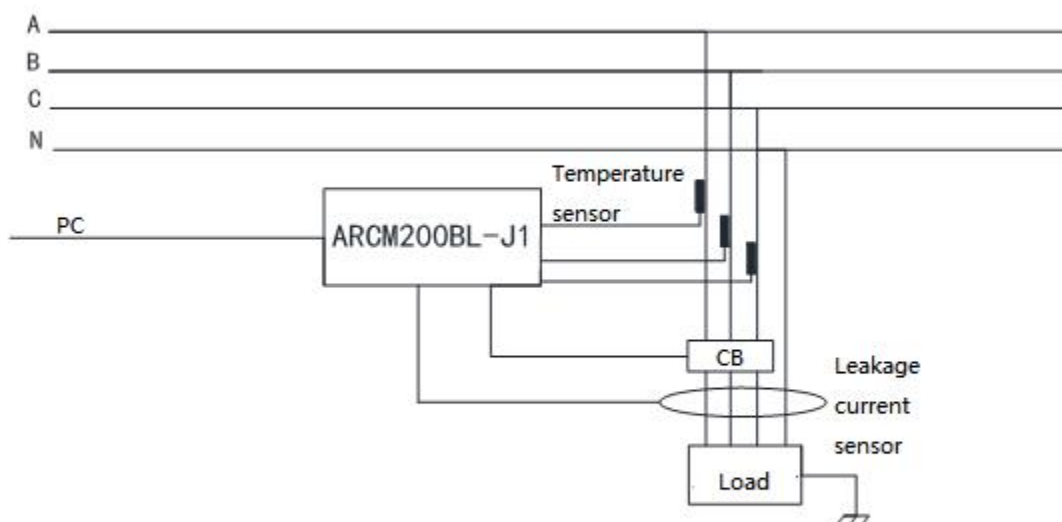 A
B
C
N
Temperature
sensor
PC
ARCM200BL-J1
CB
Leakage
current
sensor
Load